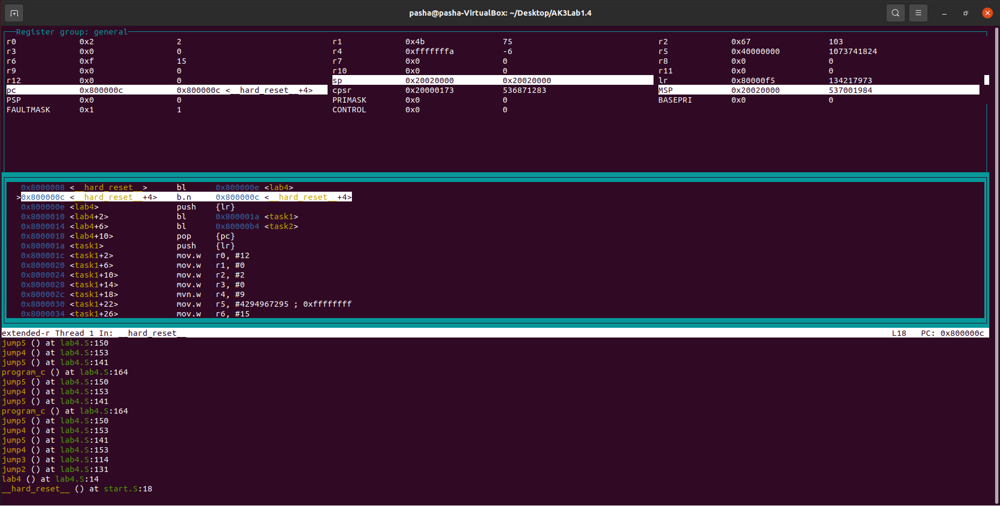 pasha@pasha-VirtualBox: ~/Desktop/AK3Lab1.4
Register group: general
r0 0x2 2 r1 0x4b 75 r2 0x67 103
r3 0x0 0 r4 0xfffffffa -6 r5 0x40000000 1073741824
r6 0xf 15 r7 0x0 0 r8 0x0 0
r9 0x0 0 r10 0x0 0 r11 0x0 0
r12 0x0 0 sp 0x20020000 0x20020000 lr 0x80000f5 134217973
pc 0x800000c 0x800000c <__hard_reset__+4> cpsr 0x20000173 536871283 MSP 0x20020000 537001984
PSP 0x0 0 PRIMASK 0x0 0 BASEPRI 0x0 0
FAULTMASK 0x1 1 CONTROL 0x0 0
0x8000008 <__hard_reset__> bl 0x800000e <lab4>
>0x800000c <__hard_reset__+4> b.n 0x800000c <__hard_reset__+4>
0x800000e <lab4> push {lr}
0x8000010 <lab4+2> bl 0x800001a <task1>
0x8000014 <lab4+6> bl 0x80000b4 <task2>
0x8000018 <lab4+10> pop {pc}
0x800001a <task1> push {lr}
0x800001c <task1+2> mov.w r0, #12
0x8000020 <task1+6> mov.w r1, #0
0x8000024 <task1+10> mov.w r2, #2
0x8000028 <task1+14> mov.w r3, #0
0x800002c <task1+18> mvn.w r4, #9
0x8000030 <task1+22> mov.w r5, #4294967295 ; 0xffffffff
0x8000034 <task1+26> mov.w r6, #15
extended-r Thread 1 In: __hard_reset__ L18 PC: 0x800000c
jump5 () at lab4.S:150
jump4 () at lab4.S:153
jump5 () at lab4.S:141
program_c () at lab4.S:164
jump5 () at lab4.S:150
jump4 () at lab4.S:153
jump5 () at lab4.S:141
program_c () at lab4.S:164
jump5 () at lab4.S:150
jump4 () at lab4.S:153
jump5 () at lab4.S:141
jump4 () at lab4.S:153
jump3 () at lab4.S:114
jump2 () at lab4.S:131
lab4 () at lab4.S:14
__hard_reset__ () at start.S:18